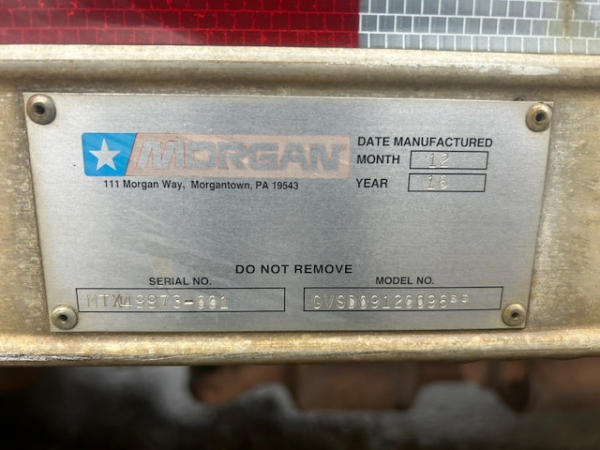 MORGAN
111 Morgan Way, Morgantown, PA 19543
DATE MANUFACTURED
MONTH 12
YEAR 16
DO NOT REMOVE
SERIAL NO.
MODEL NO.